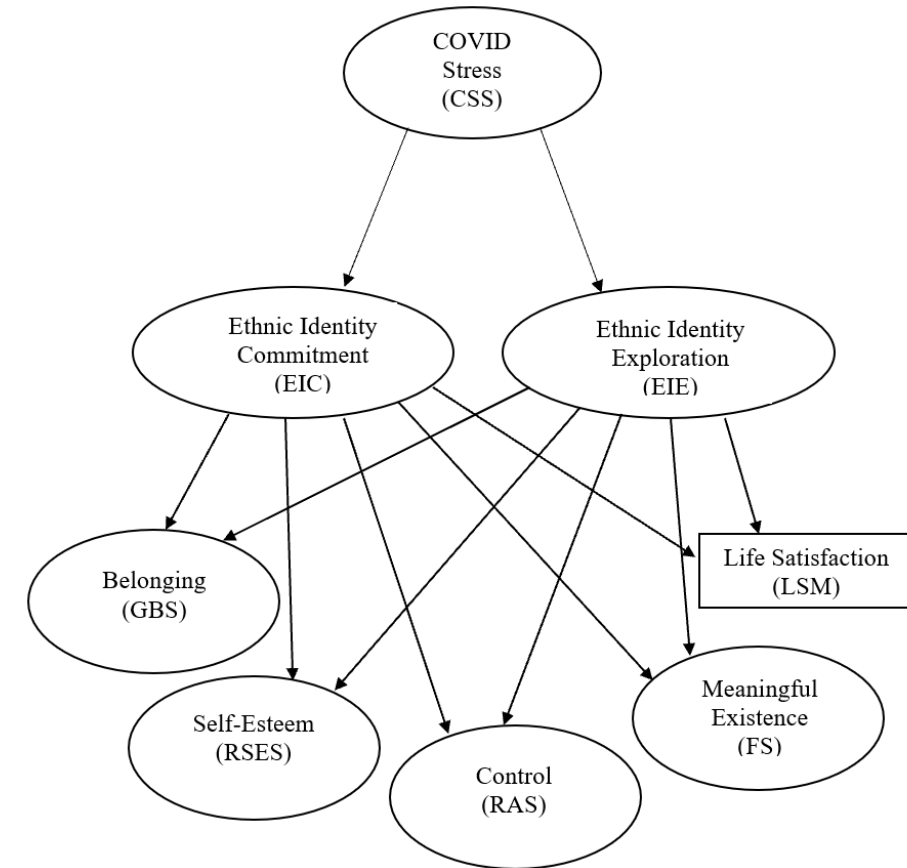 COVID
Stress
(CSS)
Ethnic Identity
Commitment
(EIC)
Ethnic Identity
Exploration
(EIE)
Belonging
(GBS)
Life Satisfaction
(LSM)
Self-Esteem
(RSES)
Meaningful
Existence
(FS)
Control
(RAS)